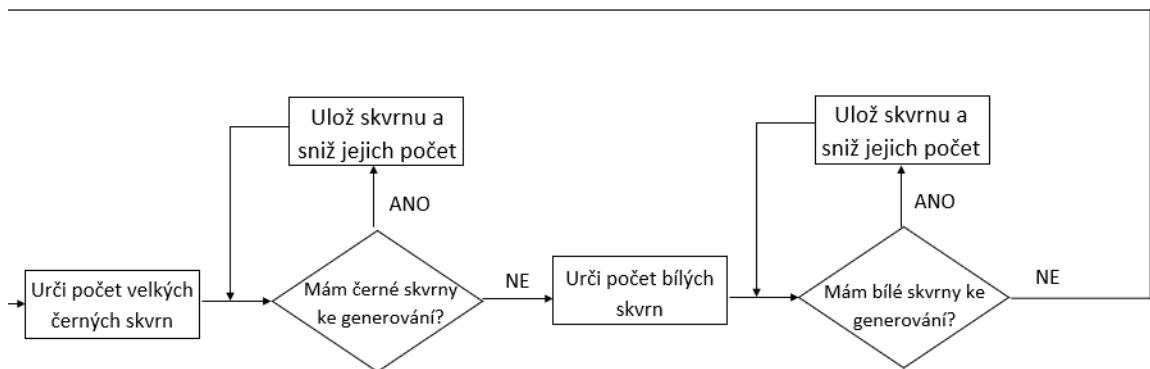 Urči počet velkých
černých skvrn
Ulož skvrnu a
sniž jejich počet
ANO
Mám černé skvrny
ke generování?
NE
Urči počet bílých
skvrn
Ulož skvrnu a
sniž jejich počet
ANO
Mám bílé skvrny ke
generování?
NE